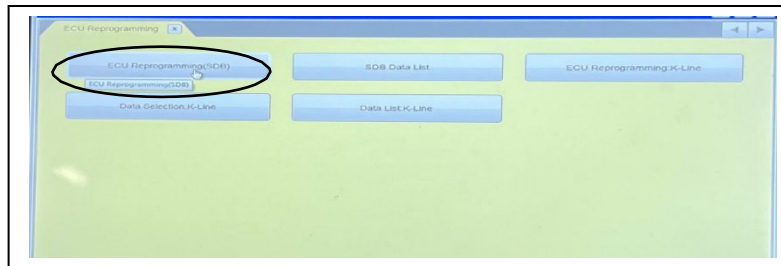 ECU Reprogramming
ECU Reprogramming(SDB)
SDB Data List
ECU Reprogramming:K-Line
ECU Reprogramming(SDB)
Data Selection:K-Line
Data List:K-Line